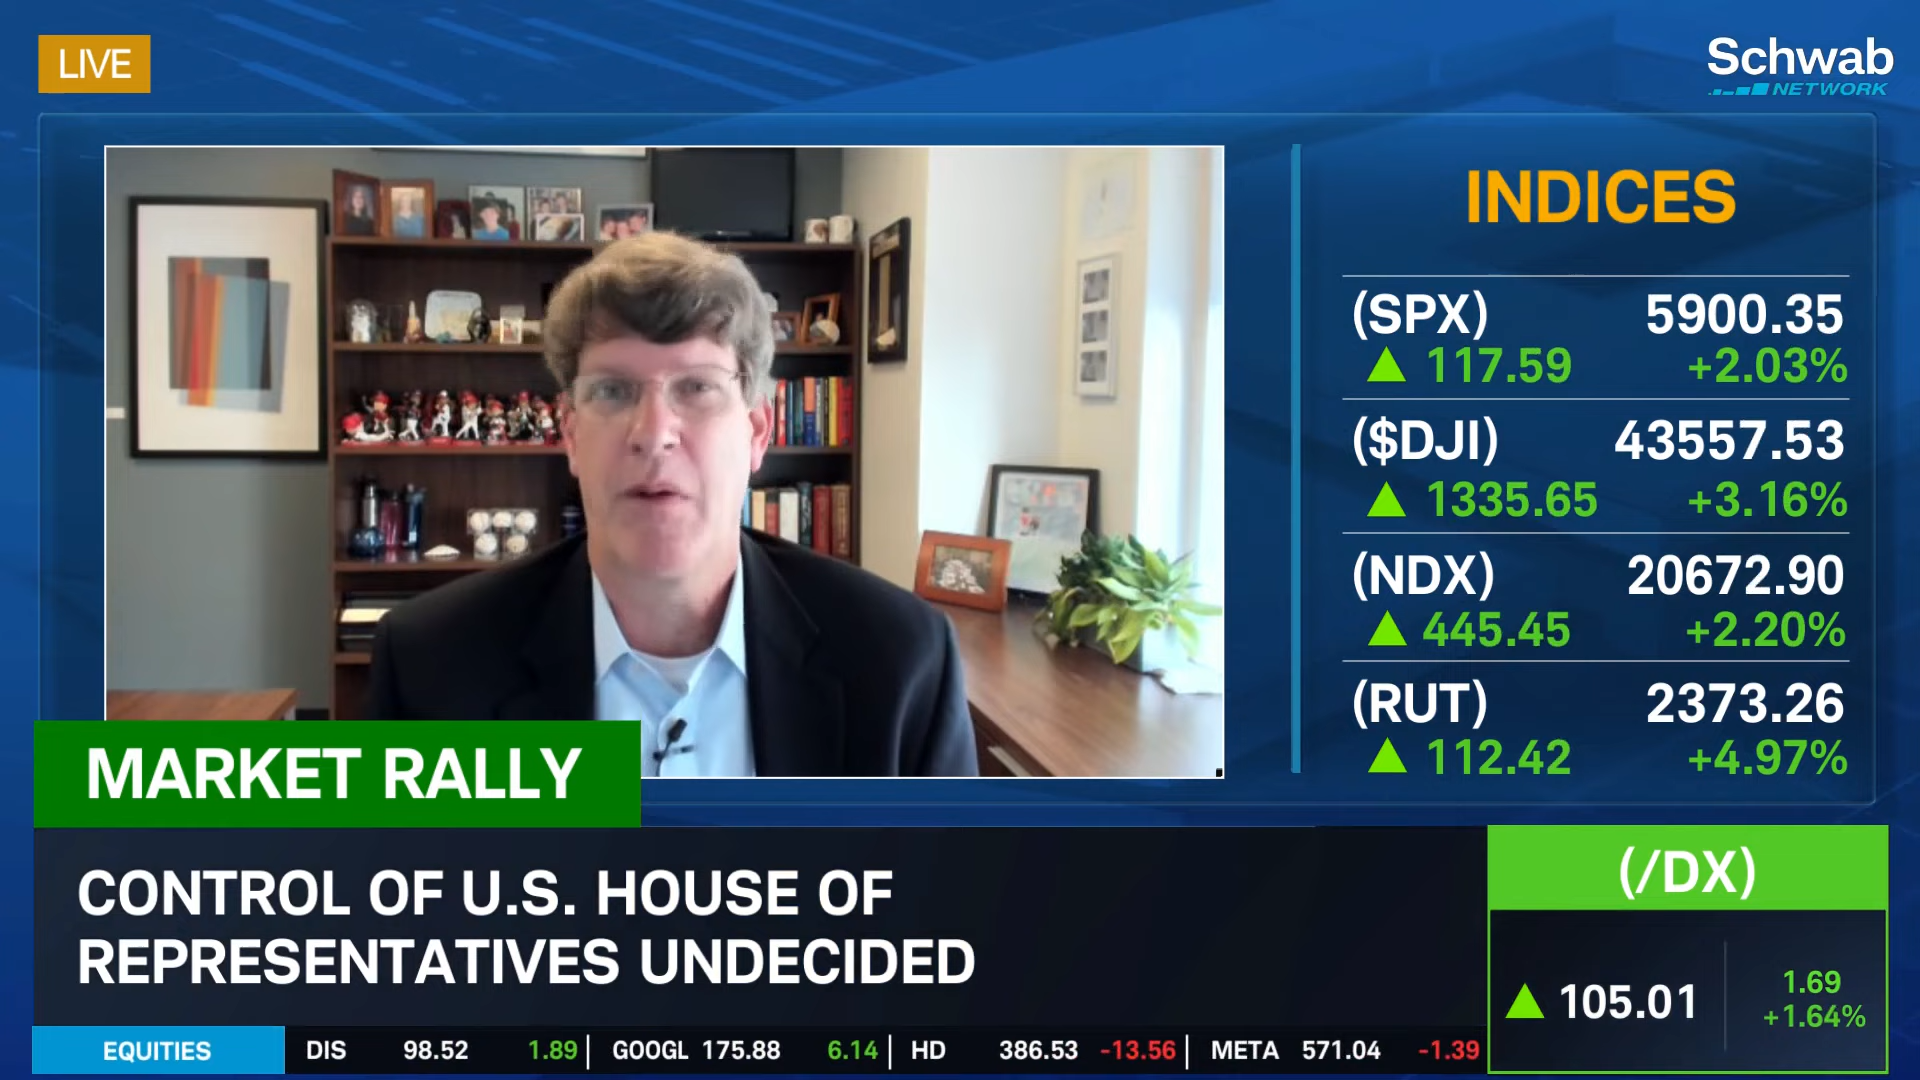 LIVE
Schwab
NETWORK
INDICES
(SPX) 5900.35
▲ 117.59 +2.03%
($DJI) 43557.53
▲ 1335.65 +3.16%
(NDX) 20672.90
▲ 445.45 +2.20%
(RUT) 2373.26
▲ 112.42 +4.97%
MARKET RALLY
CONTROL OF U.S. HOUSE OF
REPRESENTATIVES UNDECIDED
(/DX)
▲ 105.01 1.69
+1.64%
EQUITIES DIS 98.52 1.89 | GOOGL 175.88 6.14 | HD 386.53 -13.56 | META 571.04 -1.39